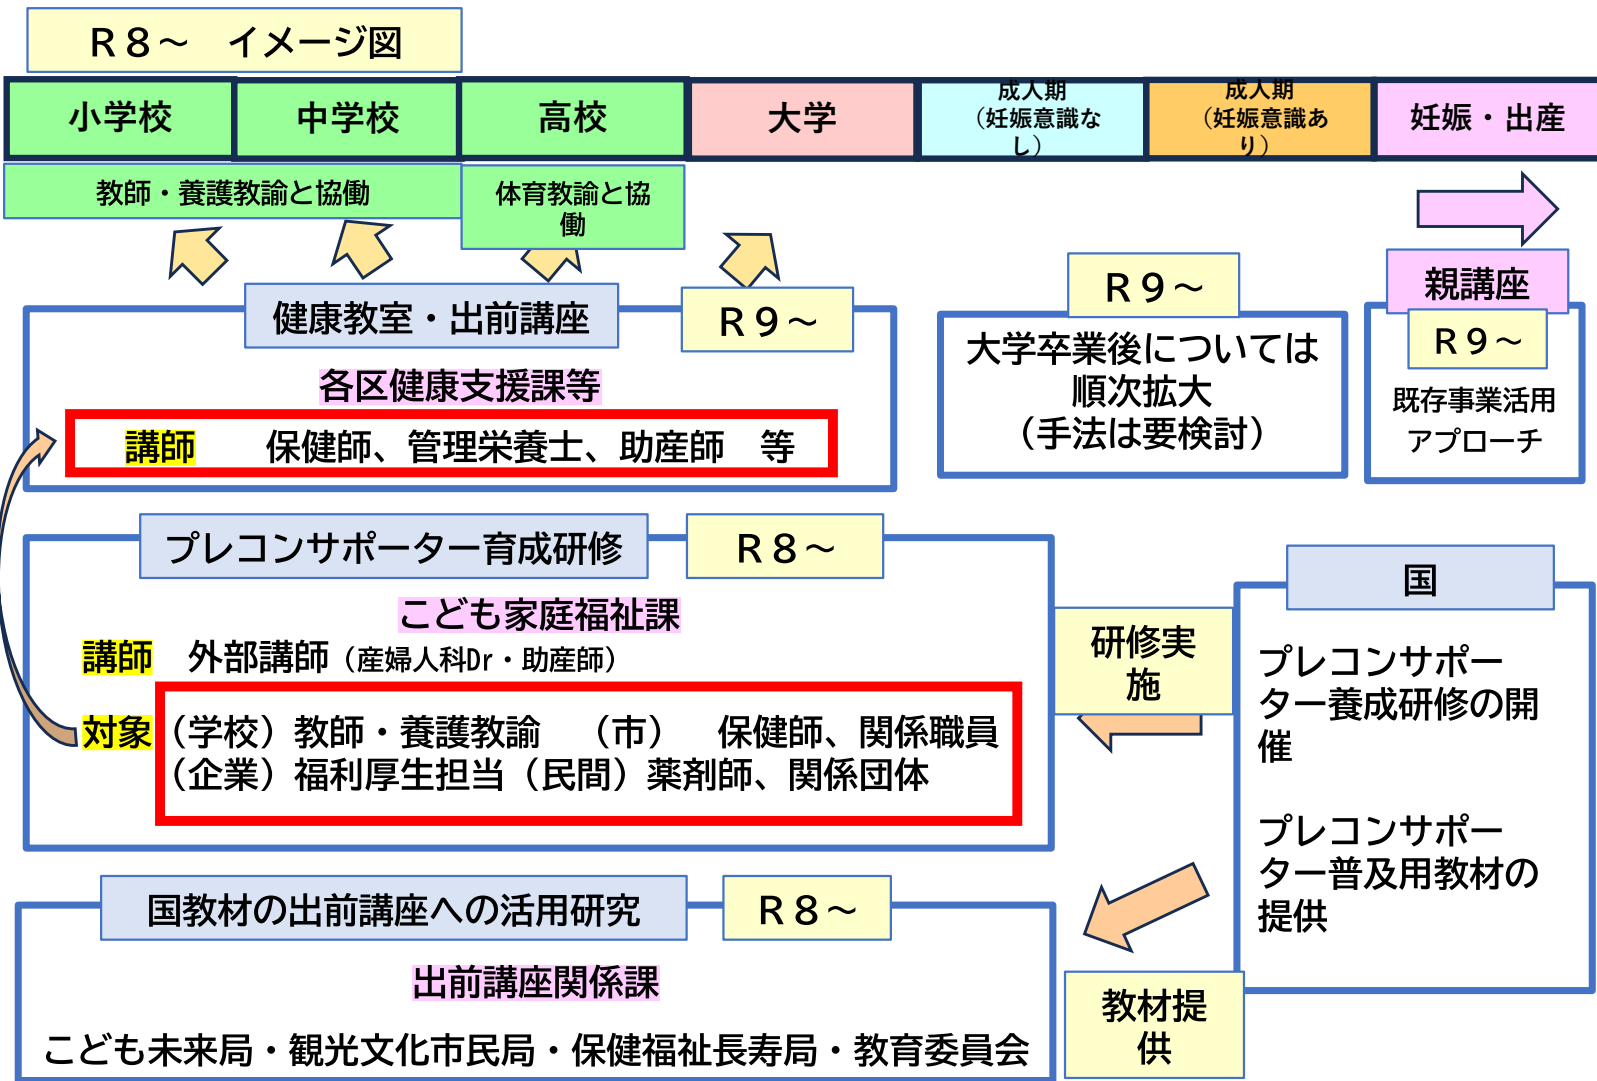 R8~ イメージ図
小学校
中学校
高校
大学
成人期
（妊娠意識な
し）
成人期
（妊娠意識あ
り）
妊娠・出産
教師・養護教諭と協働
体育教諭と協
働
健康教室・出前講座
R9~
各区健康支援課等
講師 保健師、管理栄養士、助産師 等
R9~
大学卒業後については
順次拡大
（手法は要検討）
親講座
R9~
既存事業活用
アプローチ
プレコンサポーター育成研修
R8~
こども家庭福祉課
講師 外部講師（産婦人科Dr・助産師）
対象（学校）教師・養護教諭 （市） 保健師、関係職員
（企業）福利厚生担当（民間）薬剤師、関係団体
研修実
施
国
プレコンサポー
ター養成研修の開
催
プレコンサポー
ター普及用教材の
提供
国教材の出前講座への活用研究
R8~
出前講座関係課
こども未来局・観光文化市民局・保健福祉長寿局・教育委員会
教材提
供